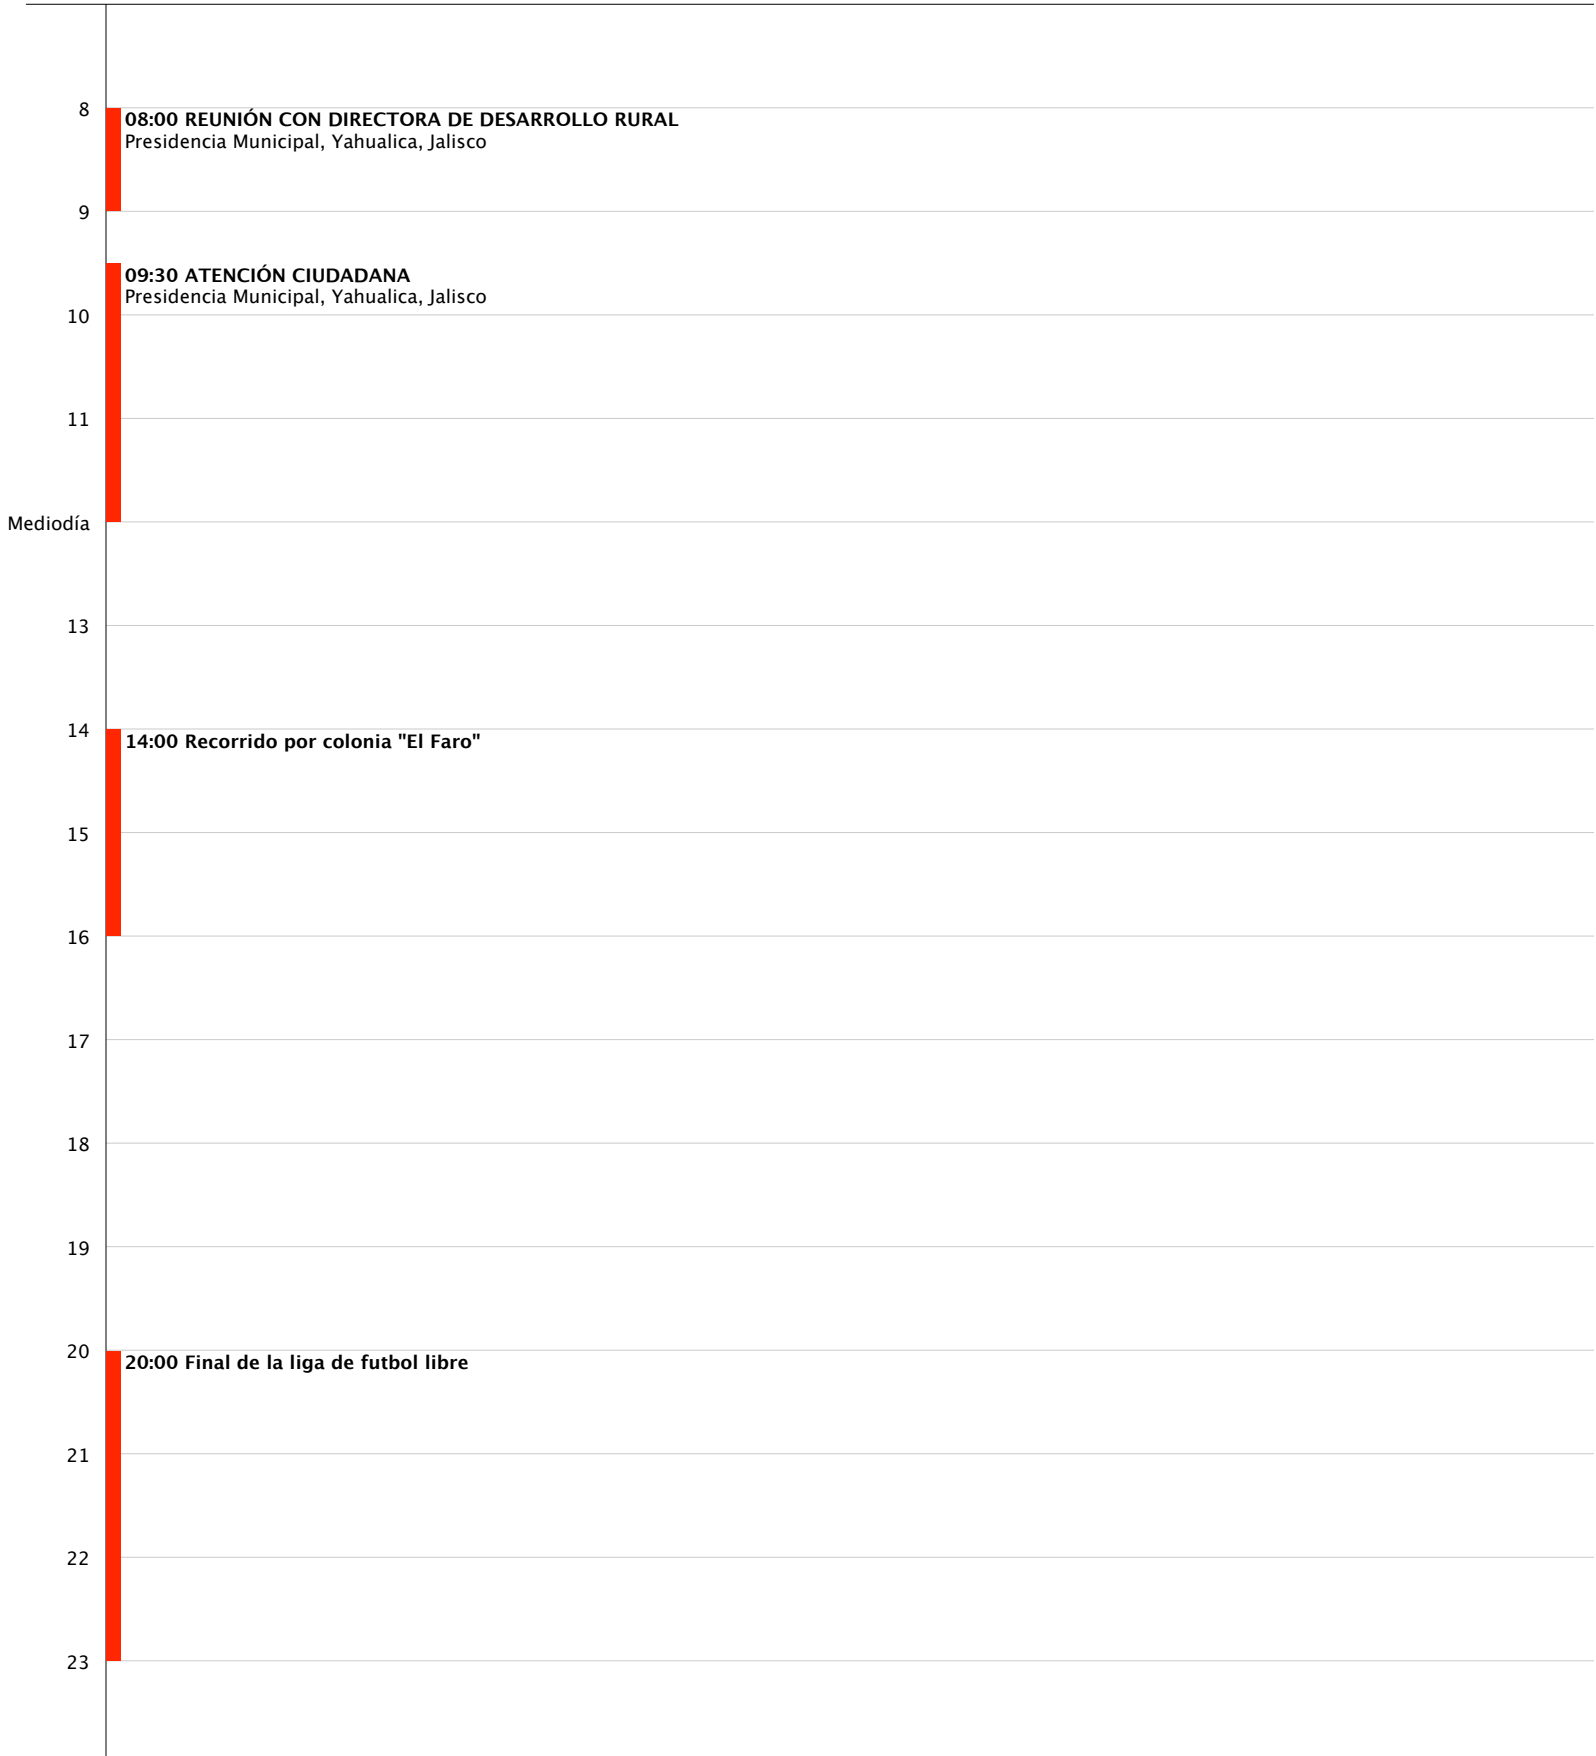 8
08:00 REUNIÓN CON DIRECTORA DE DESARROLLO RURAL
Presidencia Municipal, Yahualica, Jalisco
9
09:30 ATENCIÓN CIUDADANA
Presidencia Municipal, Yahualica, Jalisco
10
11
Mediodía
13
14
14:00 Recorrido por colonia "El Faro"
15
16
17
18
19
20
20:00 Final de la liga de futbol libre
21
22
23